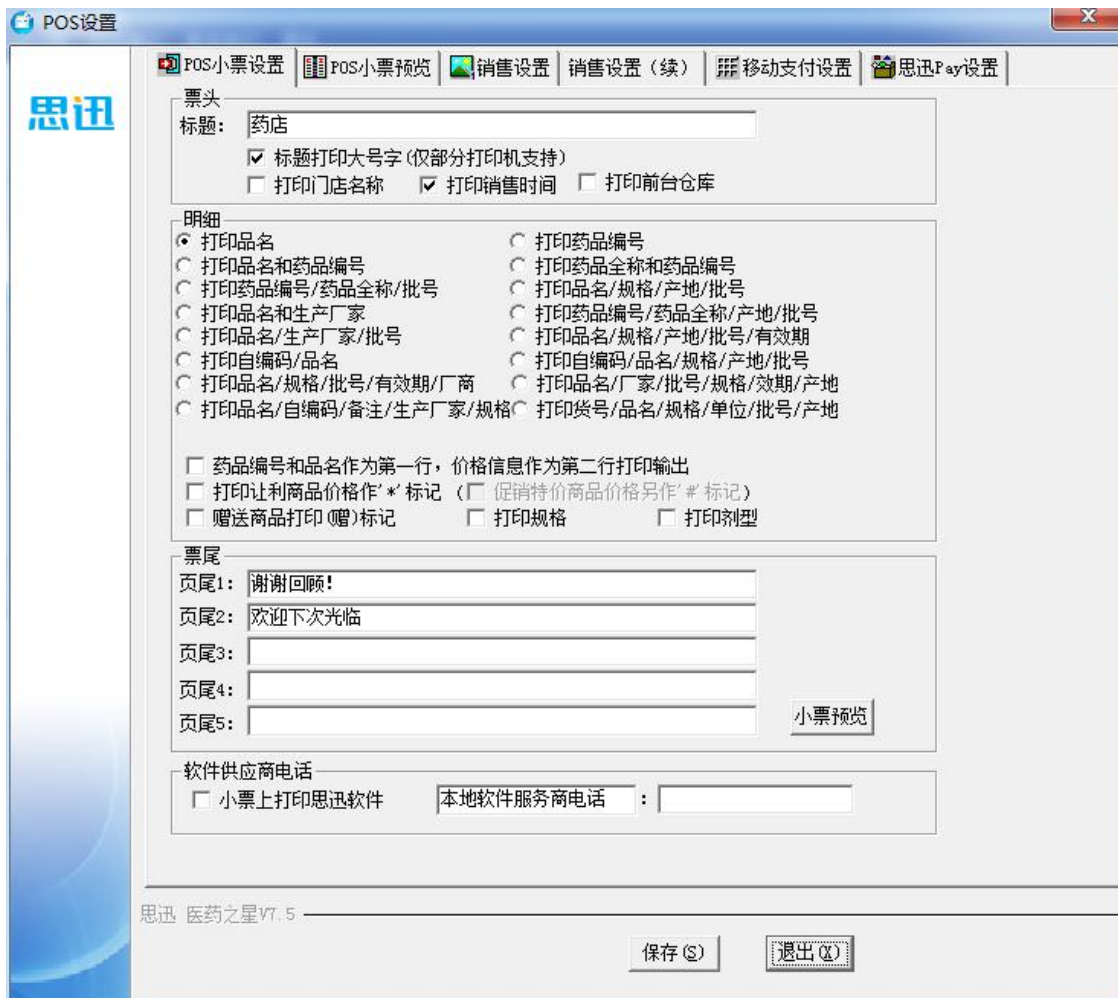 POS设置
X
思迅
POS小票设置 POS小票预览 销售设置 销售设置（续） 移动支付设置 思迅Pay设置
票头
标题： 药店
标题打印大号字(仅部分打印机支持)
打印门店名称 打印销售时间 打印前台仓库
明细
打印品名 打印药品编号
打印品名和药品编号 打印药品全称和药品编号
打印药品编号/药品全称/批号 打印品名/规格/产地/批号
打印品名和生产厂家 打印药品编号/药品全称/产地/批号
打印品名/生产厂家/批号 打印品名/规格/产地/批号/有效期
打印自编码/品名 打印自编码/品名/规格/产地/批号
打印品名/规格/批号/有效期/厂商 打印品名/厂家/批号/规格/效期/产地
打印品名/自编码/备注/生产厂家/规格 打印货号/品名/规格/单位/批号/产地
药品编号和品名作为第一行，价格信息作为第二行打印输出
打印让利商品价格作'*'标记 （ 促销特价商品价格另作'#'标记）
赠送商品打印(赠)标记 打印规格 打印剂型
票尾
页尾1: 谢谢回顾!
页尾2: 欢迎下次光临
页尾3:
页尾4:
页尾5:
小票预览
软件供应商电话
小票上打印思迅软件 本地软件服务商电话 :
思迅 医药之星V7.5
保存(S) 退出(X)